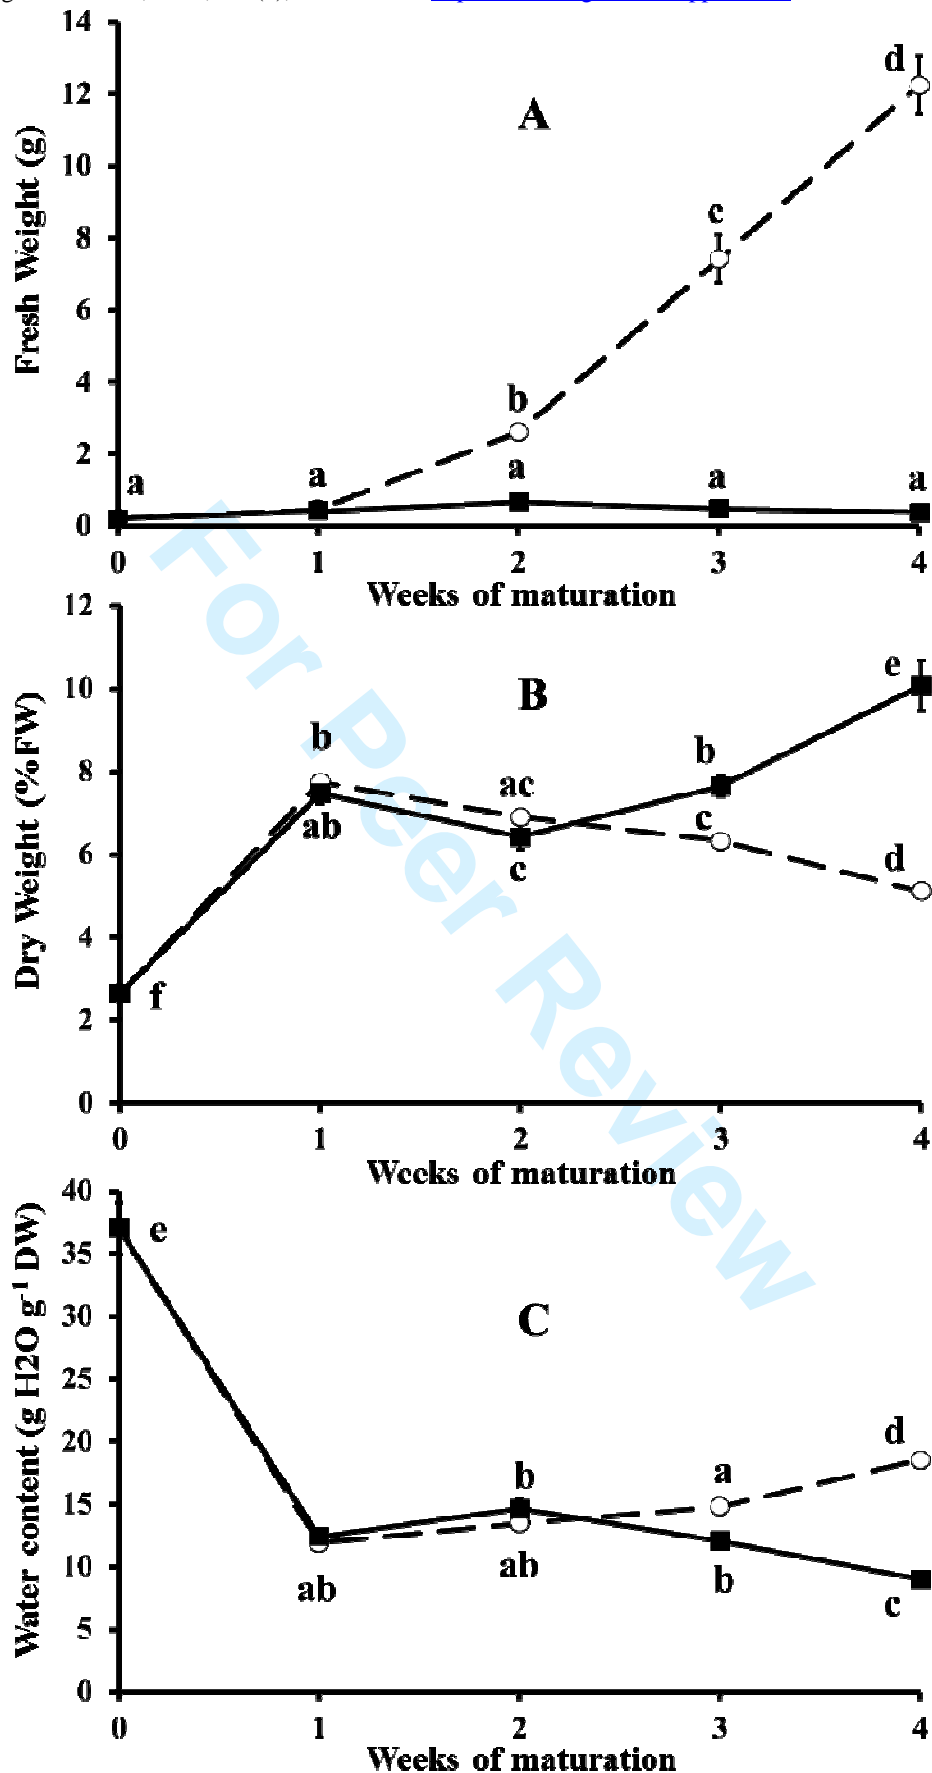 14
12
10
8
6
4
2
0
Fresh Weight (g)
A
a
a
b
a
c
a
d
a
0 1 2 3 4
Weeks of maturation
12
10
8
6
4
2
0
Dry Weight (%FW)
B
f
b
ab
ac
c
b
c
e
d
0 1 2 3 4
Weeks of maturation
40
35
30
25
20
15
10
5
0
Water content (g H2O g-1 DW)
C
e
ab
b
ab
a
b
d
c
0 1 2 3 4
Weeks of maturation
For Peer Review